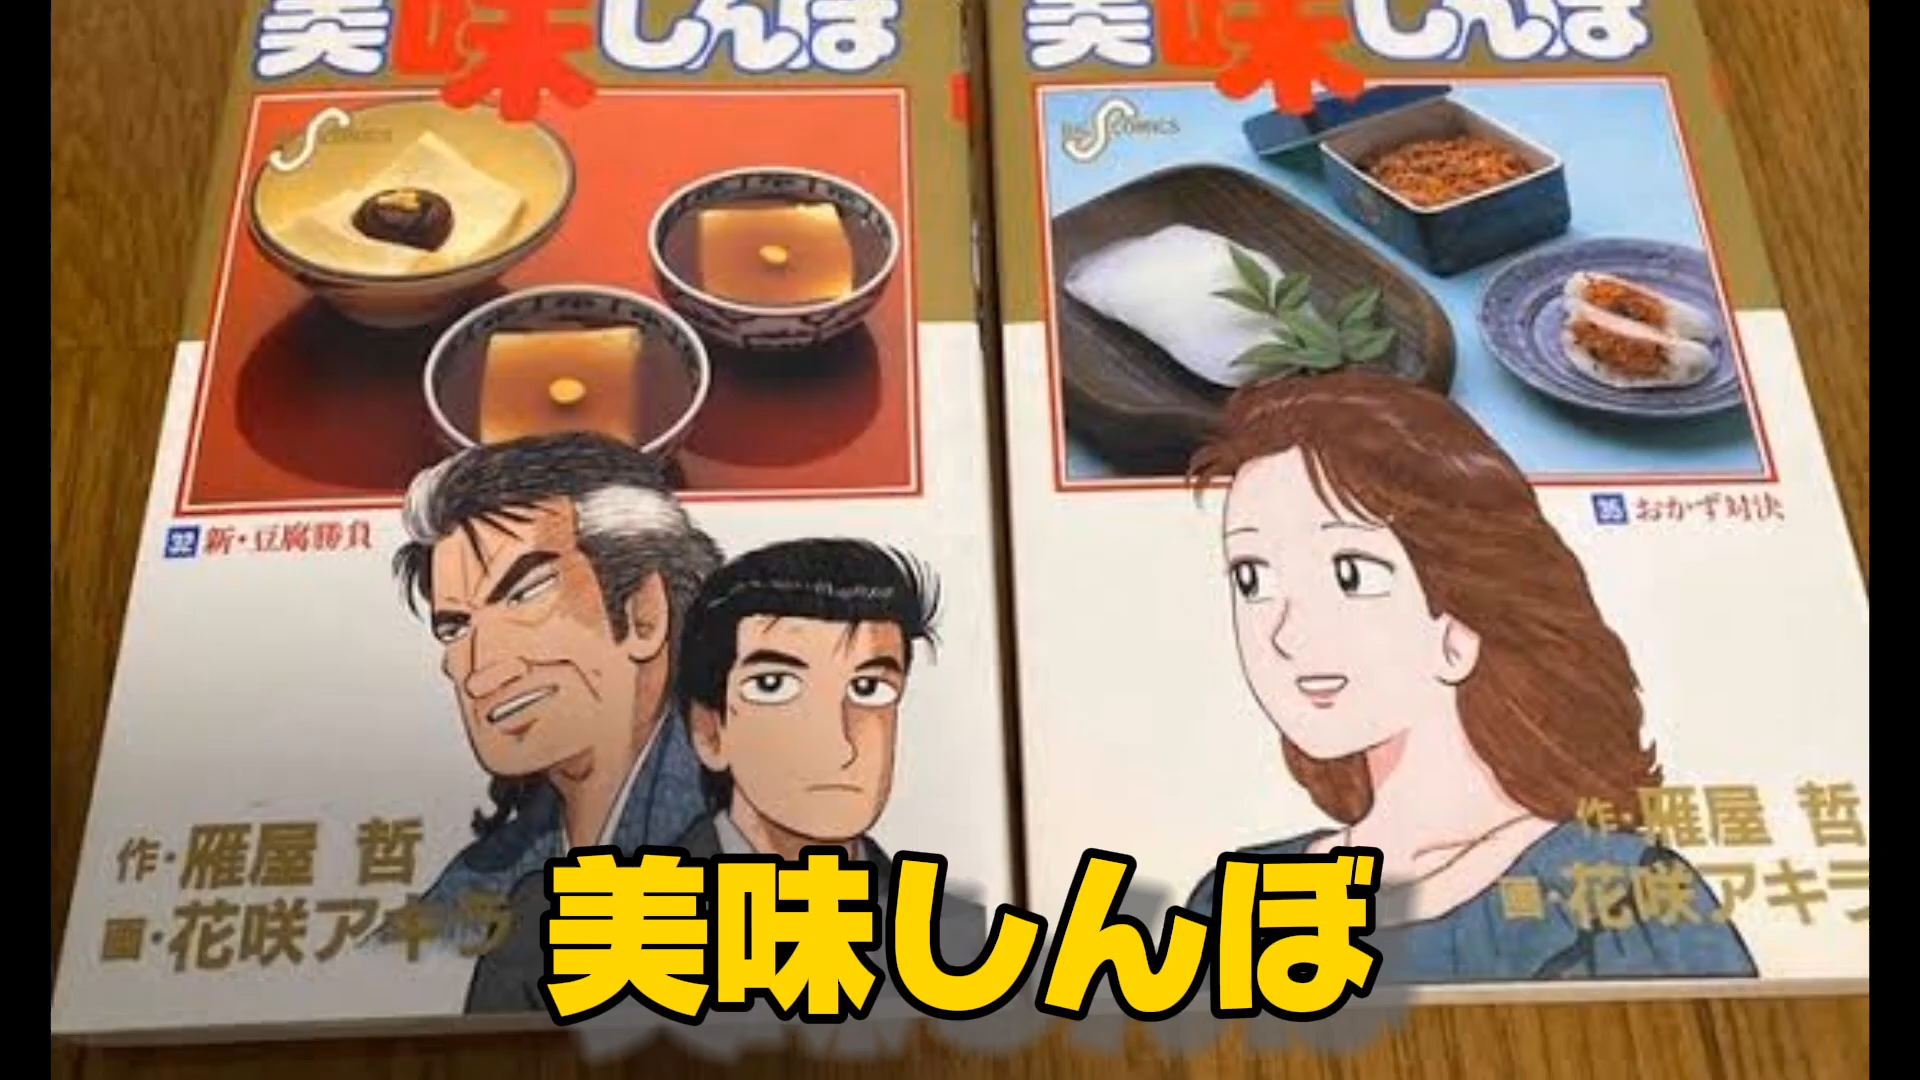 美味しんぼ
美味しんぼ
32 新・豆腐勝負
35 おかず対決
作・雁屋 哲
画・花咲アキラ
作・雁屋 哲
画・花咲アキラ
美味しんぼ